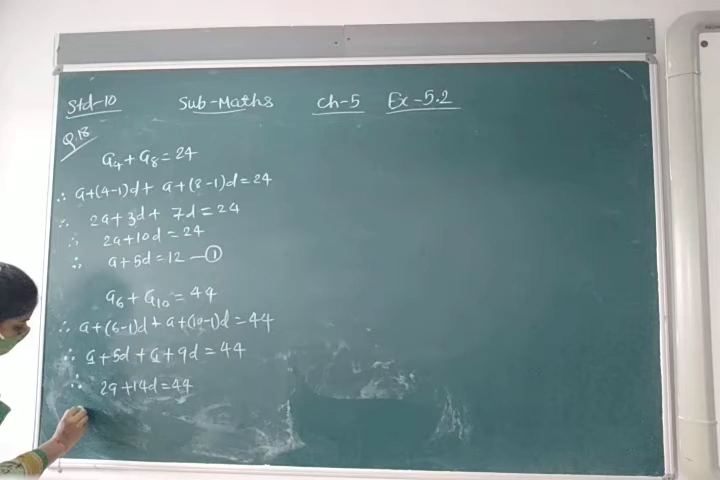 Std-10 Sub-Maths Ch-5 Ex-5.2
Q.18
a₄ + a₈ = 24
∴ a+(4-1)d + a+(8-1)d = 24
∴ 2a+3d+ 7d = 24
∴ 2a+10d = 24
∴ a+5d = 12 —①
a₆ + a₁₀ = 44
∴ a+(6-1)d + a+(10-1)d = 44
∴ a+5d+a+9d = 44
∴ 2a+14d = 44